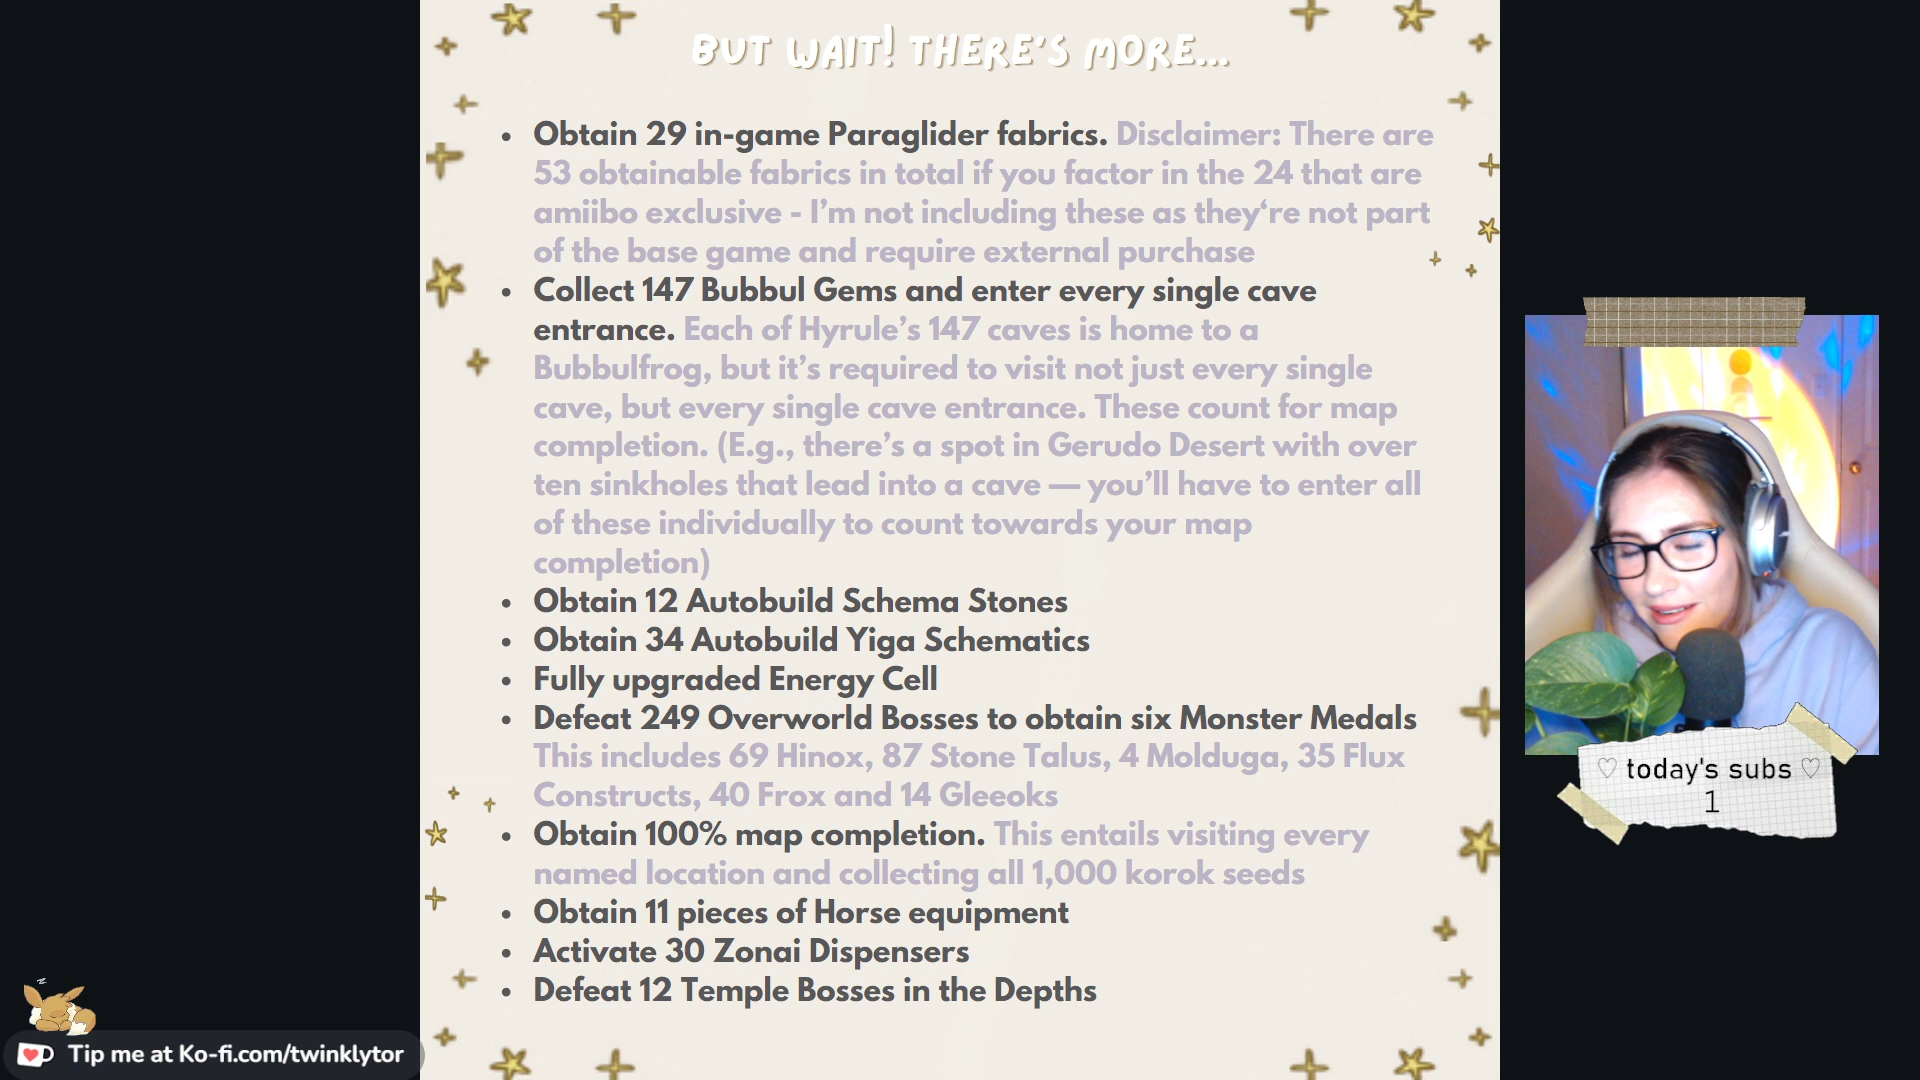 BUT WAIT! THERE'S MORE...
• Obtain 29 in-game Paraglider fabrics. Disclaimer: There are
53 obtainable fabrics in total if you factor in the 24 that are
amiibo exclusive - I'm not including these as they‘re not part
of the base game and require external purchase
• Collect 147 Bubbul Gems and enter every single cave
entrance. Each of Hyrule's 147 caves is home to a
Bubbulfrog, but it's required to visit not just every single
cave, but every single cave entrance. These count for map
completion. (E.g., there's a spot in Gerudo Desert with over
ten sinkholes that lead into a cave — you'll have to enter all
of these individually to count towards your map
completion)
• Obtain 12 Autobuild Schema Stones
• Obtain 34 Autobuild Yiga Schematics
• Fully upgraded Energy Cell
• Defeat 249 Overworld Bosses to obtain six Monster Medals
This includes 69 Hinox, 87 Stone Talus, 4 Molduga, 35 Flux
Constructs, 40 Frox and 14 Gleeoks
• Obtain 100% map completion. This entails visiting every
named location and collecting all 1,000 korok seeds
• Obtain 11 pieces of Horse equipment
• Activate 30 Zonai Dispensers
• Defeat 12 Temple Bosses in the Depths
♡ today's subs ♡
1
Tip me at Ko-fi.com/twinklytor